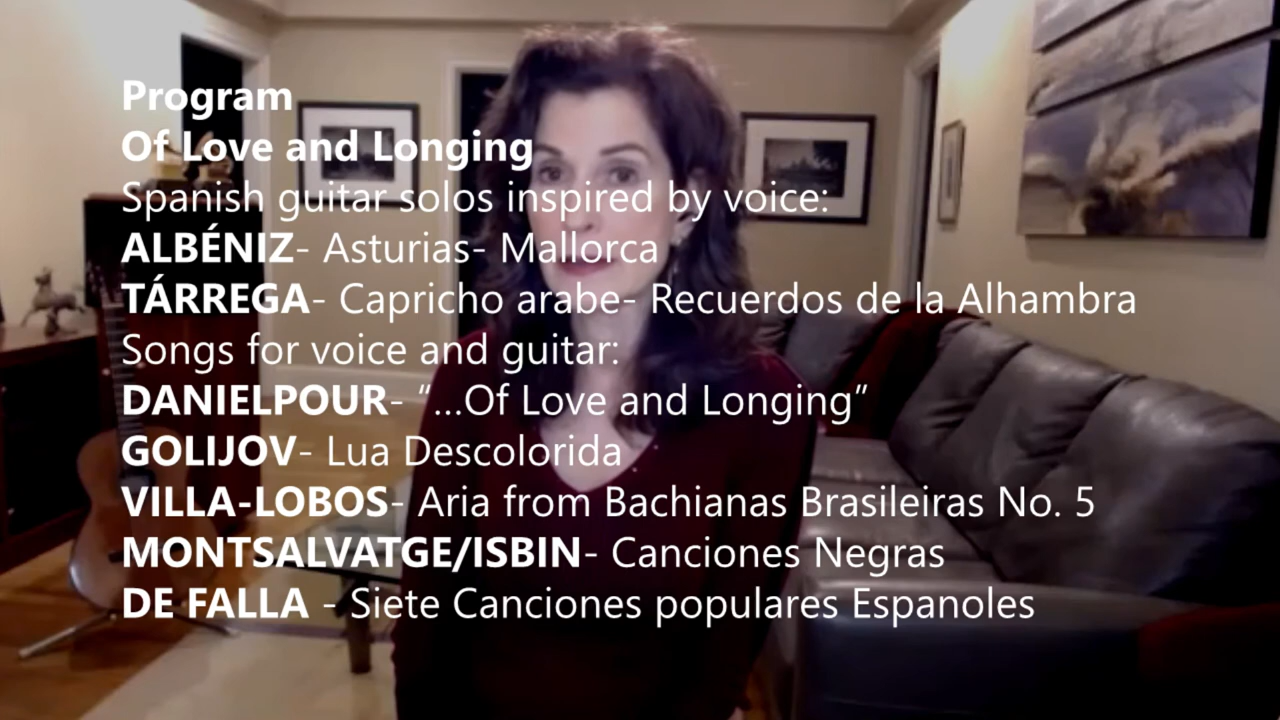 Program
Of Love and Longing
Spanish guitar solos inspired by voice:
ALBÉNIZ- Asturias- Mallorca
TÁRREGA- Capricho arabe- Recuerdos de la Alhambra
Songs for voice and guitar:
DANIELPOUR- “…Of Love and Longing”
GOLIJOV- Lua Descolorida
VILLA-LOBOS- Aria from Bachianas Brasileiras No. 5
MONTSALVATGE/ISBIN- Canciones Negras
DE FALLA - Siete Canciones populares Espanoles